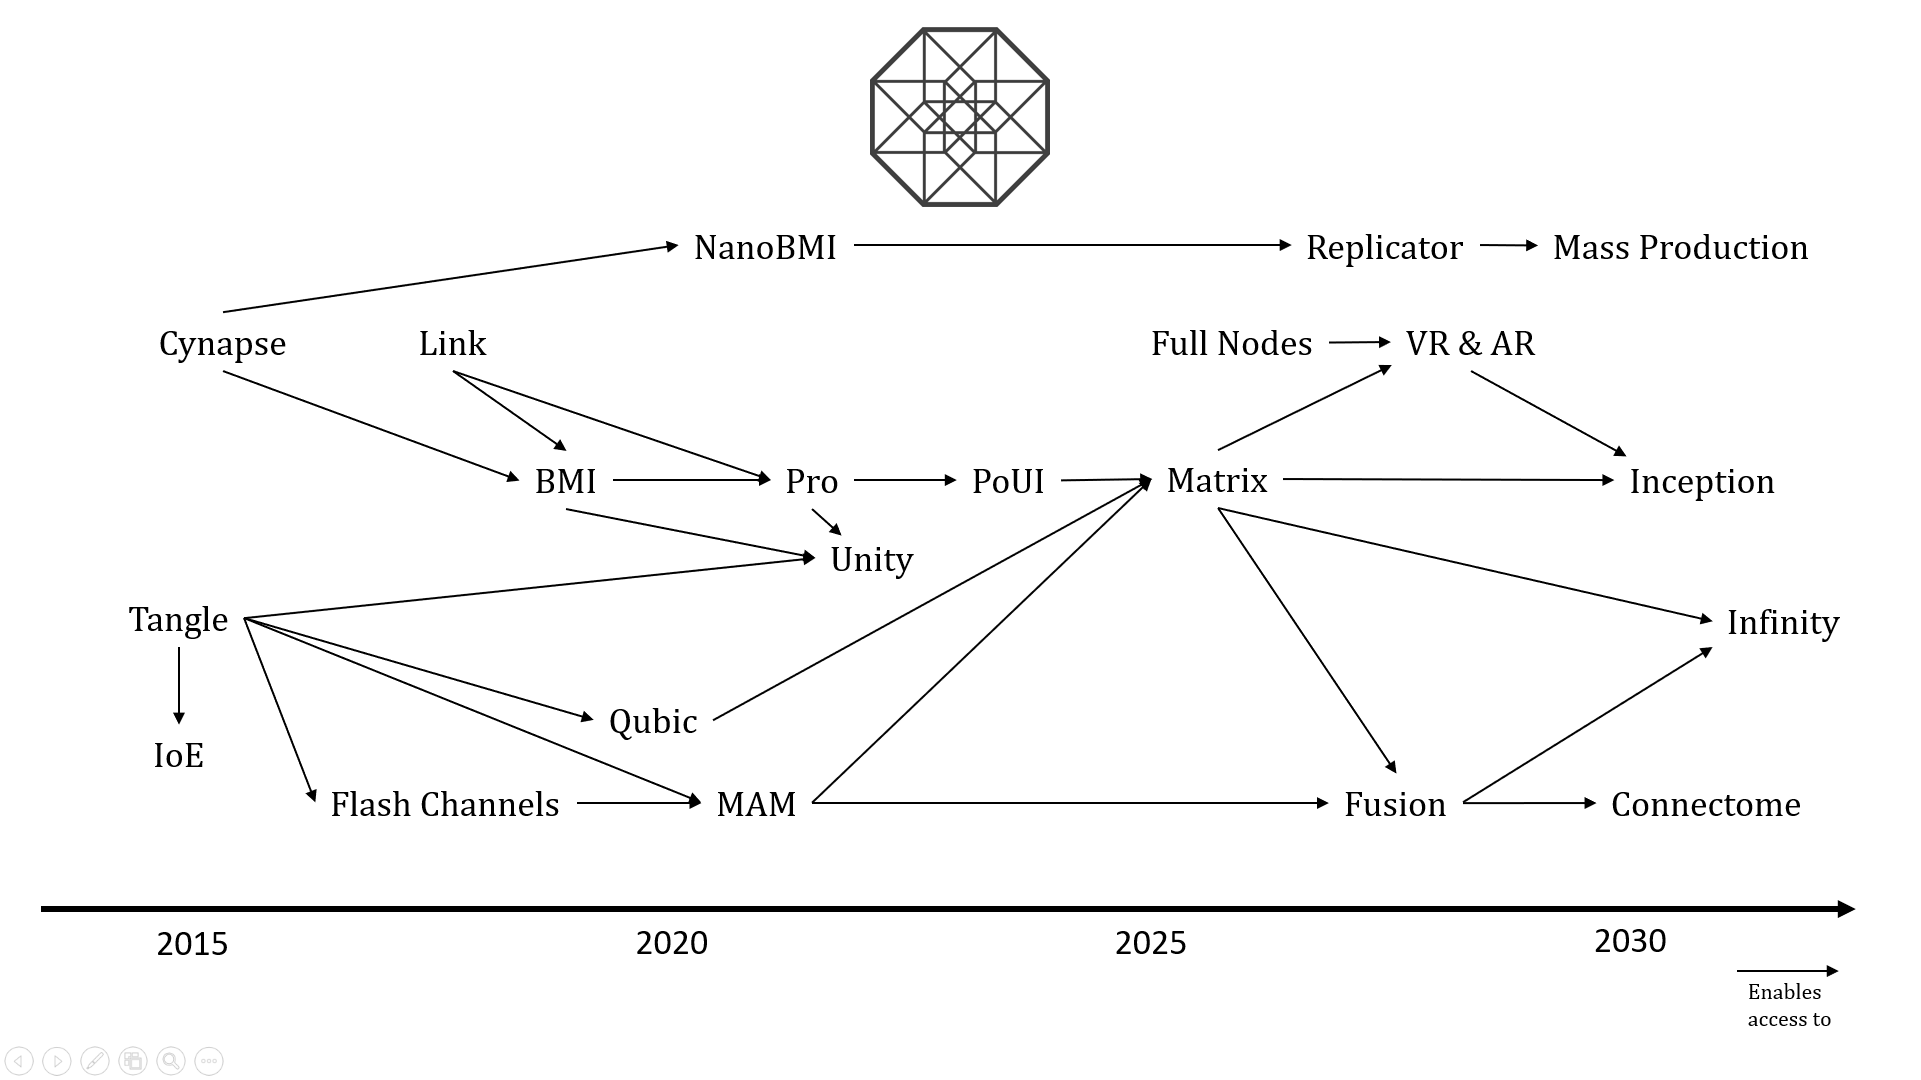 NanoBMI
Replicator
Mass Production
Cynapse
Link
Full Nodes
VR & AR
BMI
Pro
PoUI
Matrix
Inception
Unity
Tangle
Infinity
Qubic
IoE
Flash Channels
MAM
Fusion
Connectome
2015
2020
2025
2030
Enables
access to